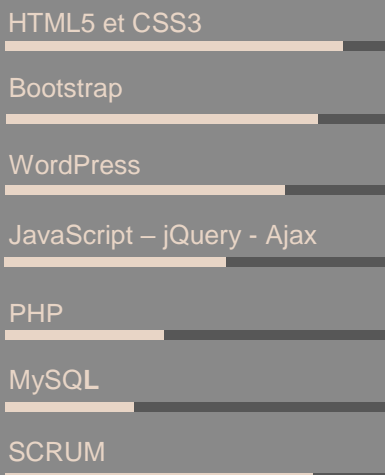 HTML5 et CSS3
Bootstrap
WordPress
JavaScript – jQuery - Ajax
PHP
MySQL
SCRUM